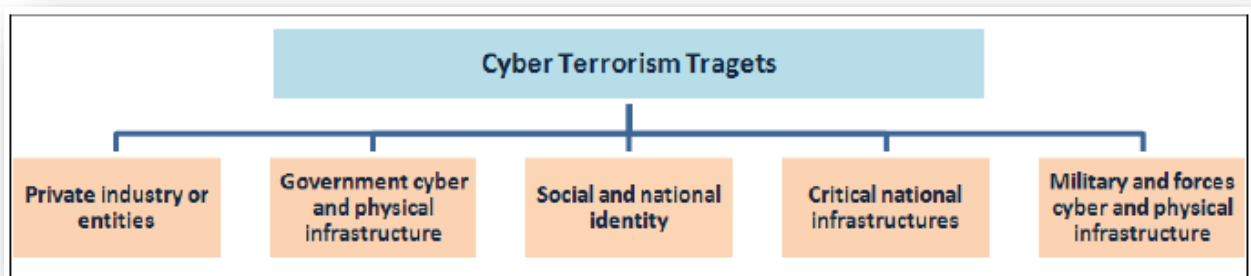 Cyber Terrorism Tragets
Private industry or
entities
Government cyber
and physical
infrastructure
Social and national
identity
Critical national
infrastructures
Military and forces
cyber and physical
infrastructure